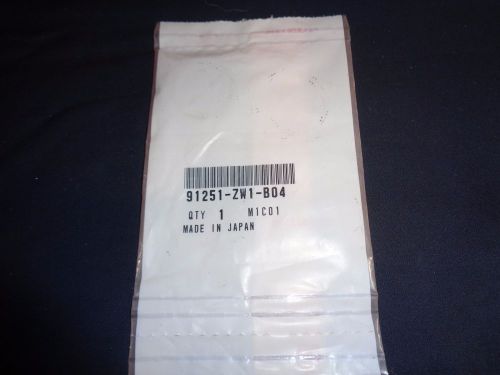 91251-ZW1-B04
QTY 1 M1C01
MADE IN JAPAN